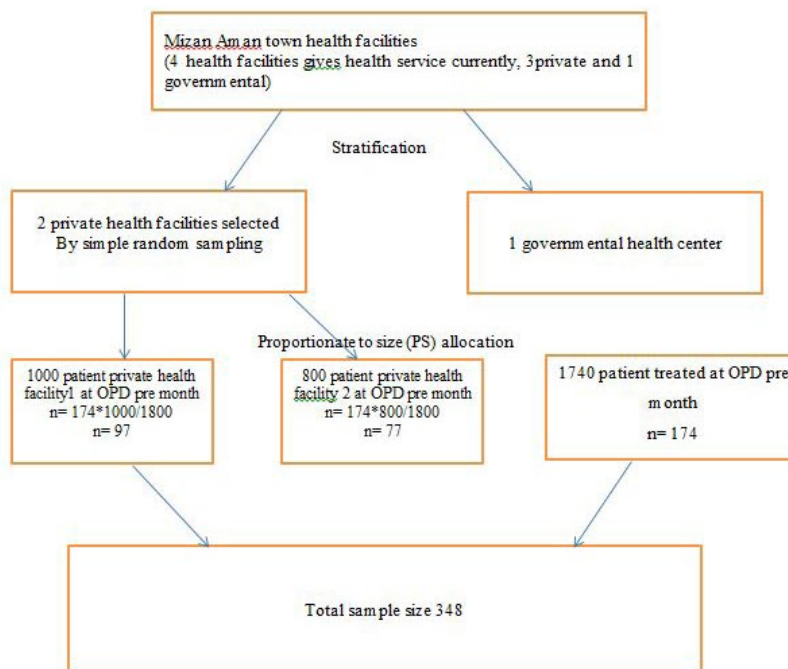 Mizan Aman town health facilities
(4 health facilities gives health service currently, 3private and 1
governmental)
Stratification
2 private health facilities selected
By simple random sampling
1 governmental health center
Proportionate to size (PS) allocation
1000 patient private health
facility1 at OPD pre month
n= 174*1000/1800
n= 97
800 patient private health
facility 2 at OPD pre month
n= 174*800/1800
n= 77
1740 patient treated at OPD pre
month
n= 174
Total sample size 348